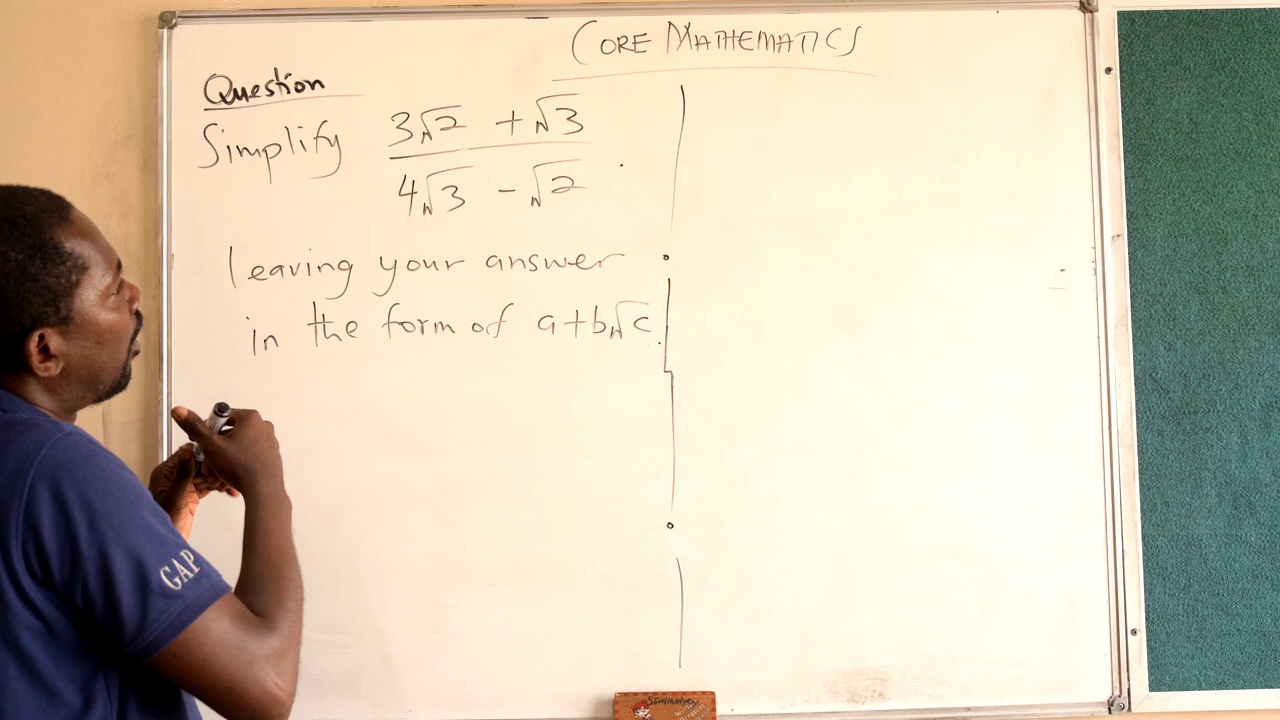 CORE MATHEMATICS
Question
Simplify (3√2 + √3)/(4√3 - √2).
leaving your answer
in the form of a+b√c.
GAP